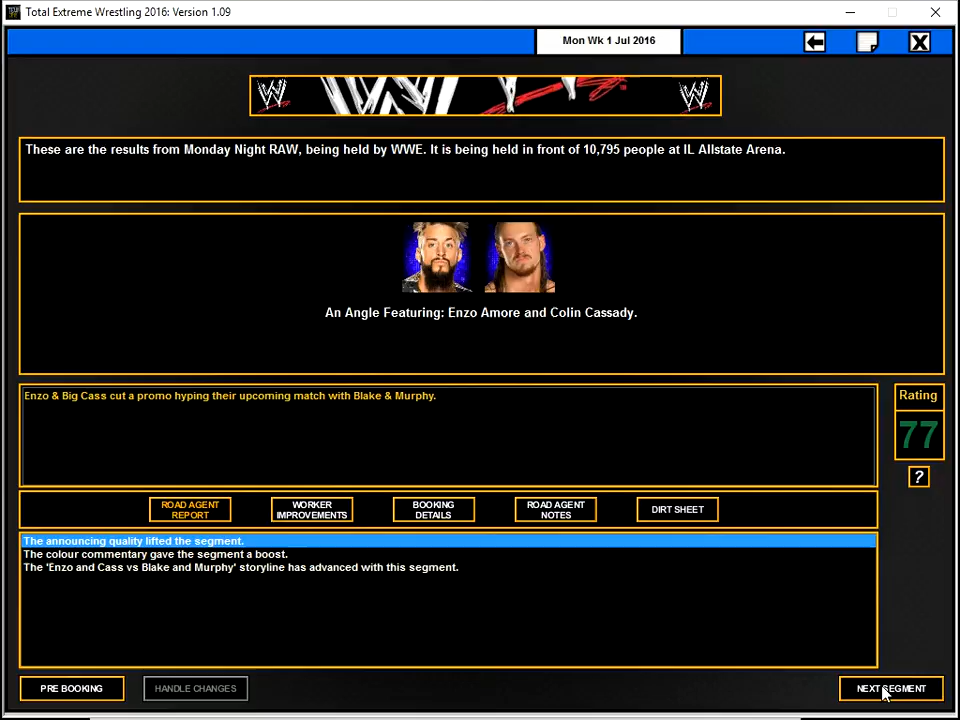 Total Extreme Wrestling 2016: Version 1.09
Mon Wk 1 Jul 2016
These are the results from Monday Night RAW, being held by WWE. It is being held in front of 10,795 people at IL Allstate Arena.
An Angle Featuring: Enzo Amore and Colin Cassady.
Enzo & Big Cass cut a promo hyping their upcoming match with Blake & Murphy.
Rating
77
?
ROAD AGENT
REPORT
WORKER
IMPROVEMENTS
BOOKING
DETAILS
ROAD AGENT
NOTES
DIRT SHEET
The announcing quality lifted the segment.
The colour commentary gave the segment a boost.
The 'Enzo and Cass vs Blake and Murphy' storyline has advanced with this segment.
PRE BOOKING
HANDLE CHANGES
NEXT SEGMENT